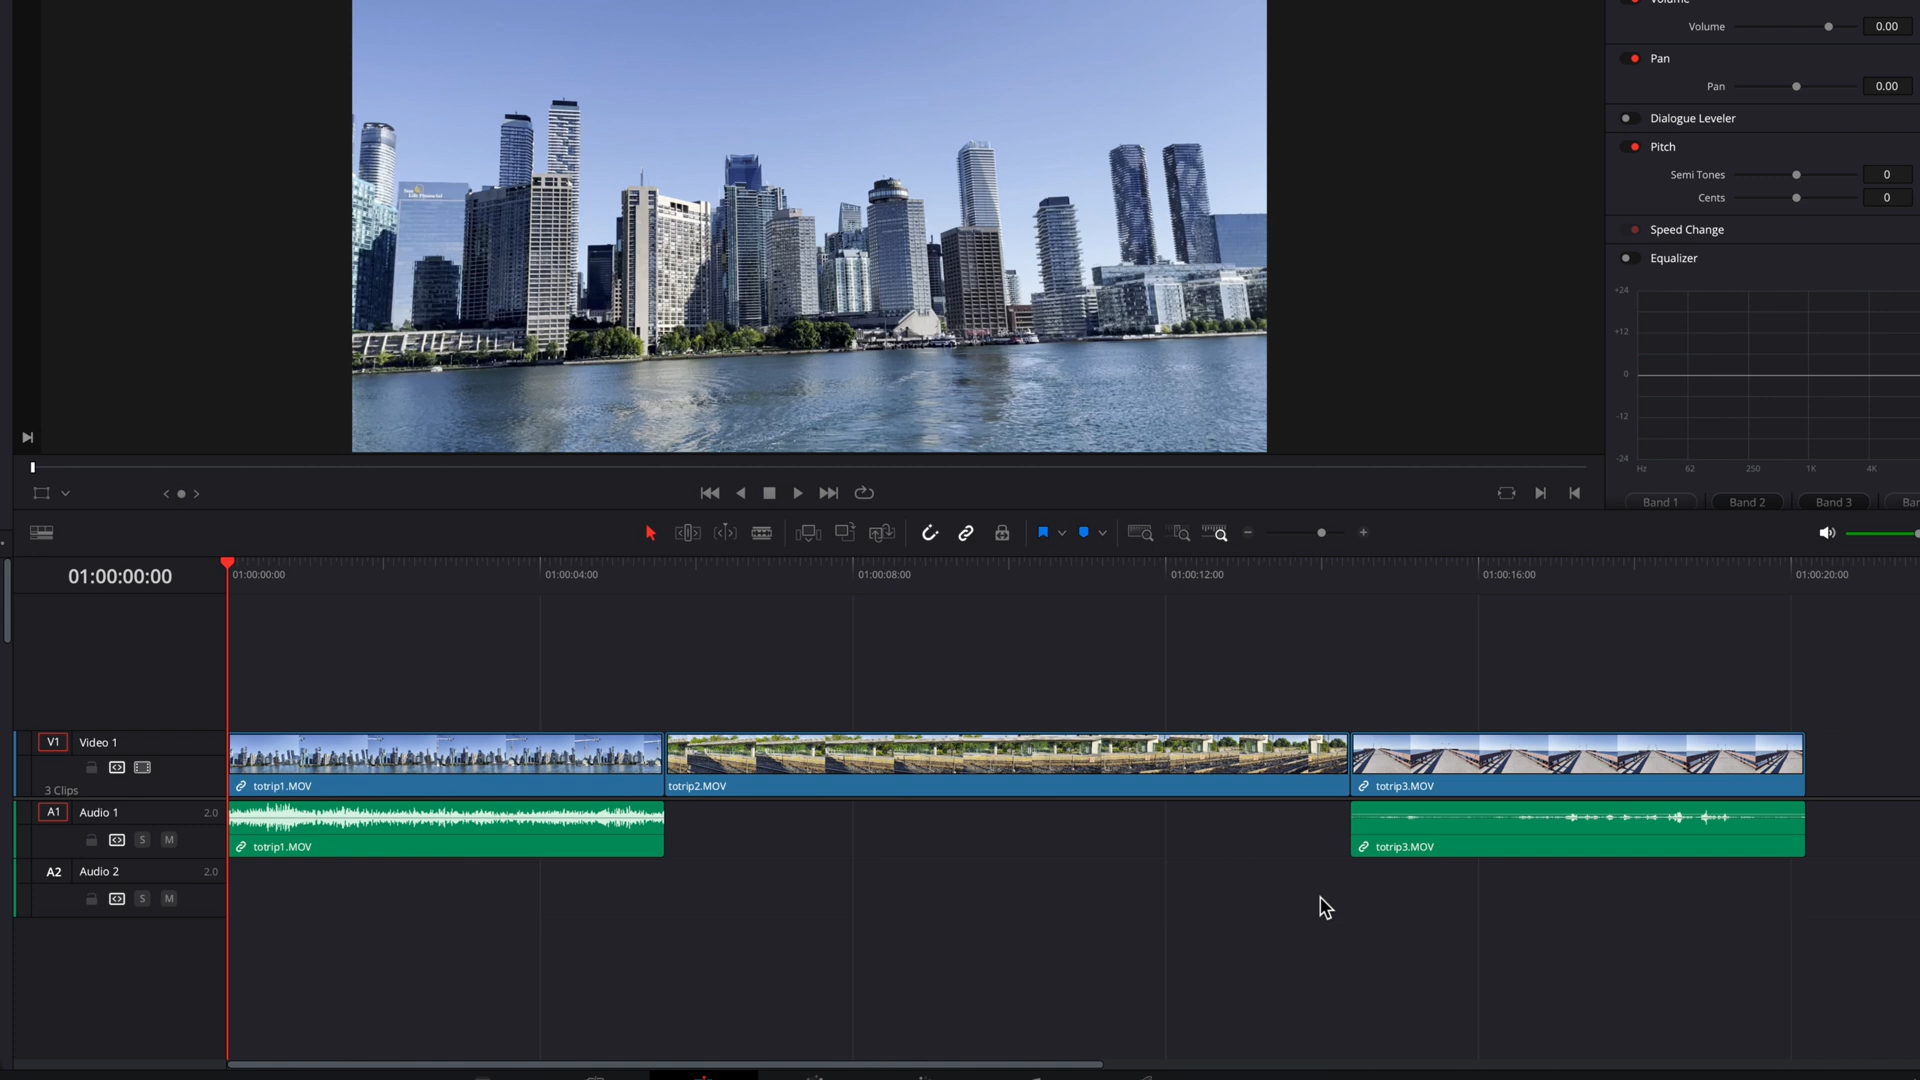 Volume
Volume 0.00
Pan
Pan 0.00
Dialogue Leveler
Pitch
Semi Tones 0
Cents 0
Speed Change
Equalizer
+24
+12
0
-12
-24
Hz 62 250 1K 4K
Band 1 Band 2 Band 3
Sun
Life Financial
01:00:00:00
01:00:00:00 01:00:04:00 01:00:08:00 01:00:12:00 01:00:16:00 01:00:20:00
V1 Video 1
3 Clips
totrip1.MOV totrip2.MOV totrip3.MOV
A1 Audio 1 2.0
S M
totrip1.MOV totrip3.MOV
A2 Audio 2 2.0
S M